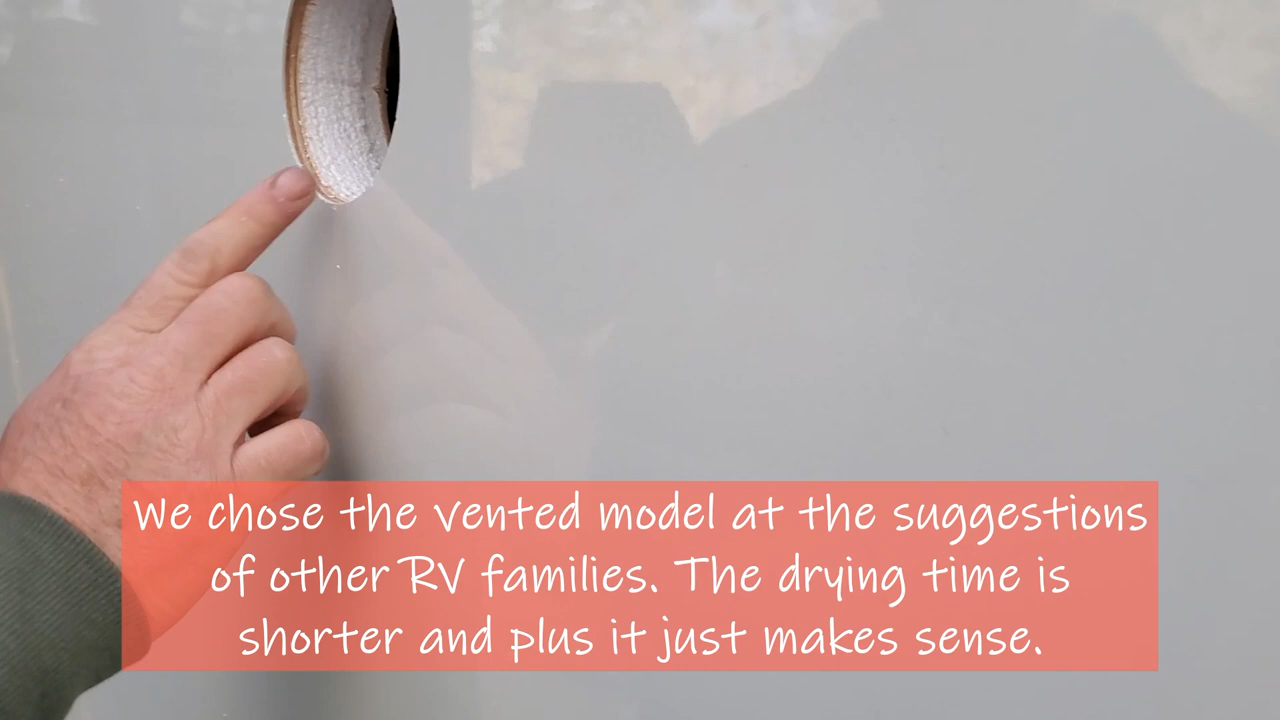 We chose the vented model at the suggestions
of other RV families. The drying time is
shorter and plus it just makes sense.